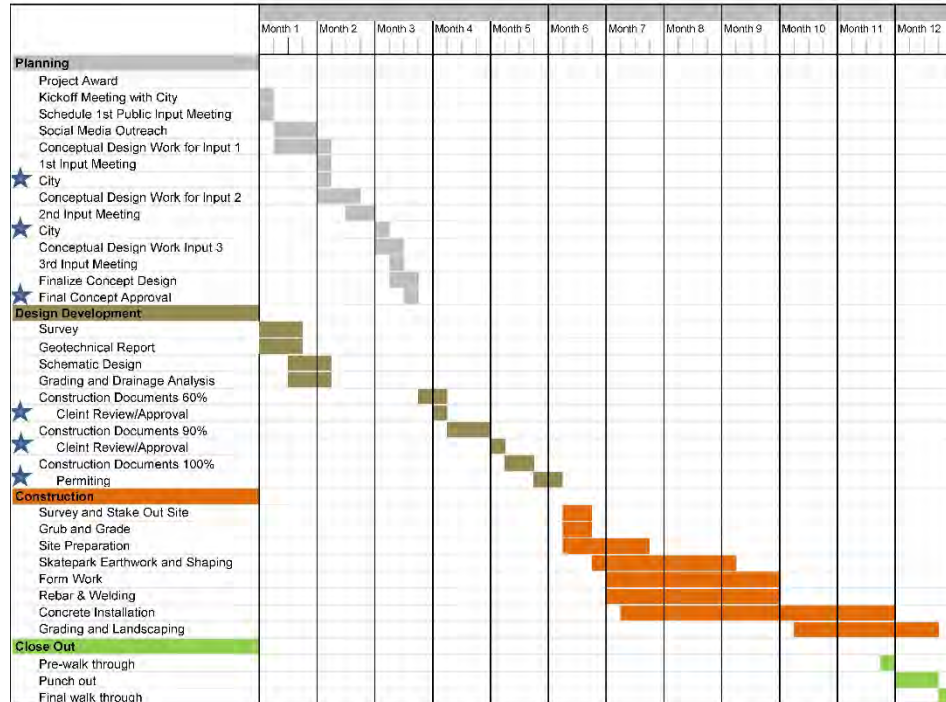 Month 1 Month 2 Month 3 Month 4 Month 5 Month 6 Month 7 Month 8 Month 9 Month 10 Month 11 Month 12
Planning
Project Award
Kickoff Meeting with City
Schedule 1st Public Input Meeting
Social Media Outreach
Conceptual Design Work for Input 1
1st Input Meeting
City
Conceptual Design Work for Input 2
2nd Input Meeting
City
Conceptual Design Work Input 3
3rd Input Meeting
Finalize Concept Design
Final Concept Approval
Design Development
Survey
Geotechnical Report
Schematic Design
Grading and Drainage Analysis
Construction Documents 60%
Cleint Review/Approval
Construction Documents 90%
Cleint Review/Approval
Construction Documents 100%
Permiting
Construction
Survey and Stake Out Site
Grub and Grade
Site Preparation
Skatepark Earthwork and Shaping
Form Work
Rebar & Welding
Concrete Installation
Grading and Landscaping
Close Out
Pre-walk through
Punch out
Final walk through